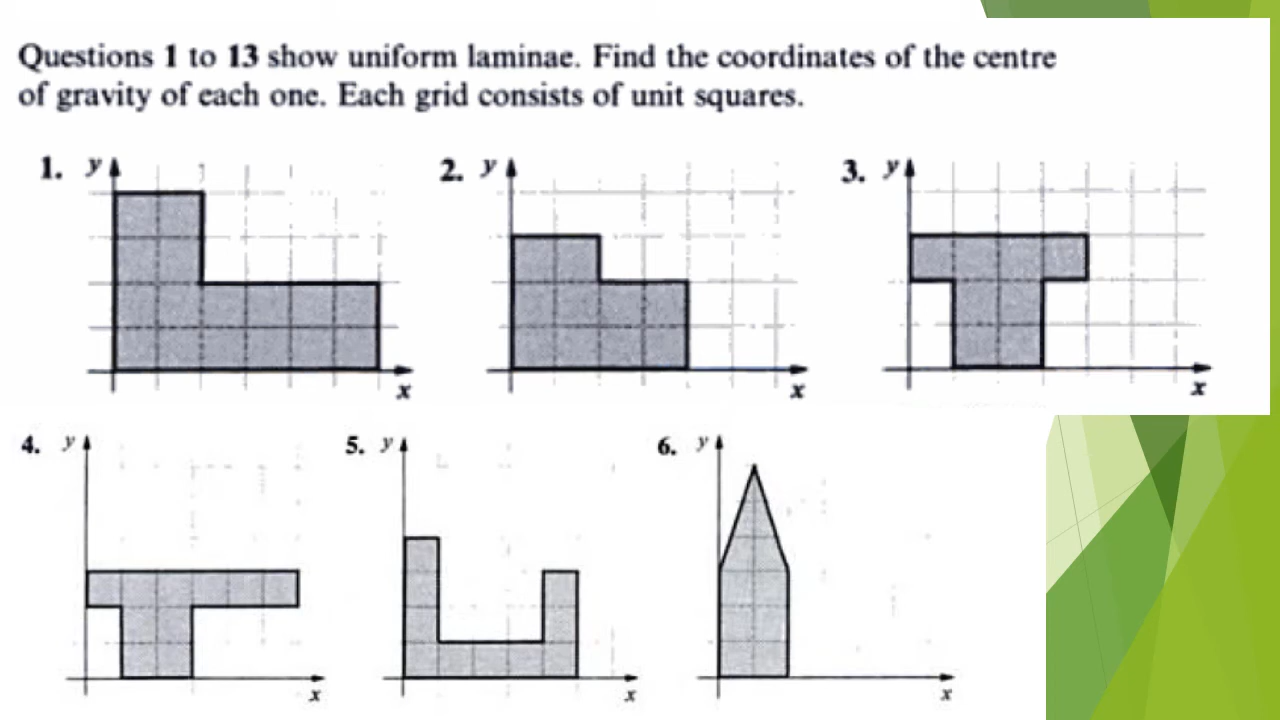 Questions 1 to 13 show uniform laminae. Find the coordinates of the centre
of gravity of each one. Each grid consists of unit squares.
1. y
x
2. y
x
3. y
x
4. y
x
5. y
x
6. y
x